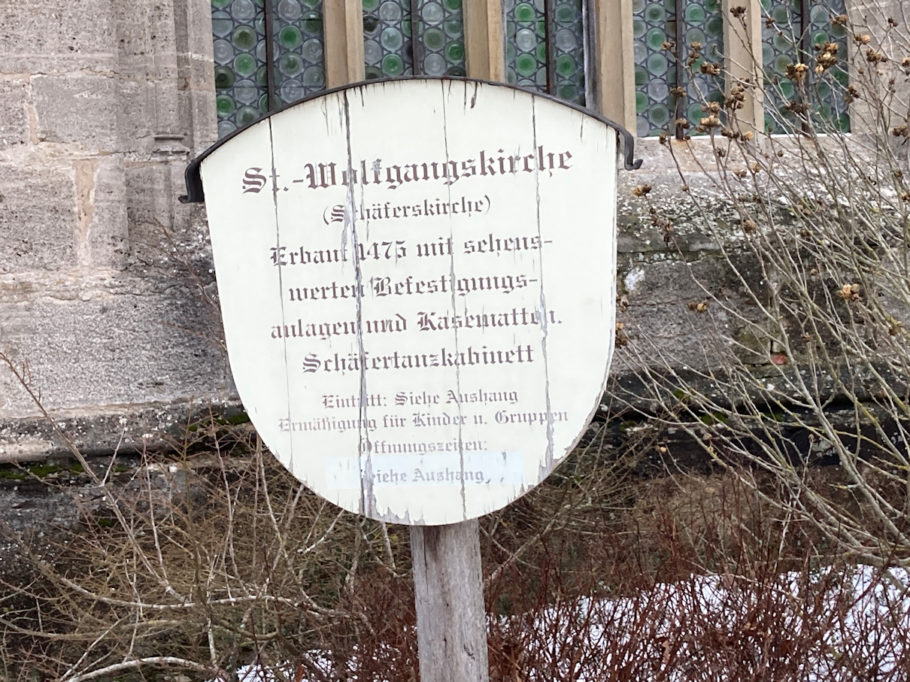 St.-Wolfgangskirche
(Schäferskirche)
Erbaut 1475 mit sehens-
werten Befestigungs-
anlagen und Kasematten.
Schäfertanzkabinett
Eintritt: Siehe Aushang
Ermäßigung für Kinder u. Gruppen
Öffnungszeiten:
Siehe Aushang